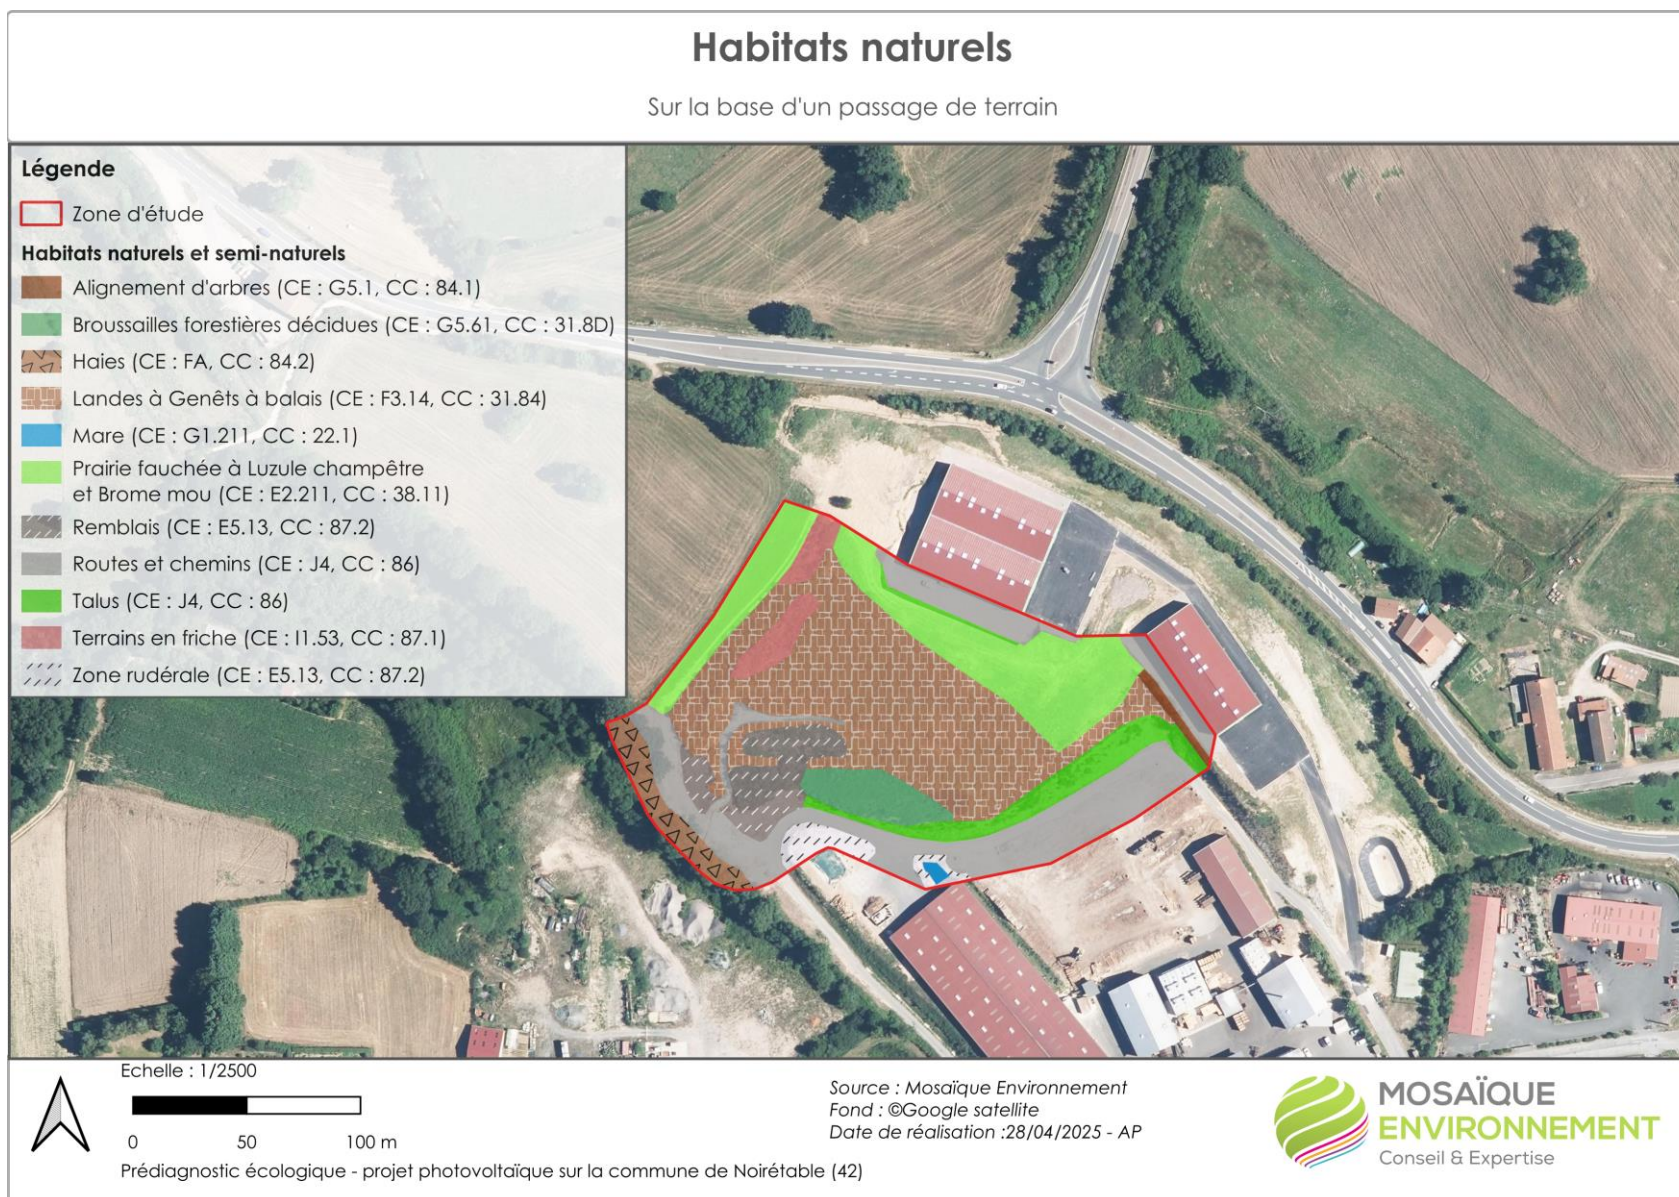 Habitats naturels
Sur la base d'un passage de terrain
Légende
Zone d'étude
Habitats naturels et semi-naturels
Alignement d'arbres (CE : G5.1, CC : 84.1)
Broussailles forestières décidues (CE : G5.61, CC : 31.8D)
Haies (CE : FA, CC : 84.2)
Landes à Genêts à balais (CE : F3.14, CC : 31.84)
Mare (CE : G1.211, CC : 22.1)
Prairie fauchée à Luzule champêtre
et Brome mou (CE : E2.211, CC : 38.11)
Remblais (CE : E5.13, CC : 87.2)
Routes et chemins (CE : J4, CC : 86)
Talus (CE : J4, CC : 86)
Terrains en friche (CE : I1.53, CC : 87.1)
Zone rudérale (CE : E5.13, CC : 87.2)
Echelle : 1/2500
0 50 100 m
Prédiagnostic écologique - projet photovoltaïque sur la commune de Noirétable (42)
Source : Mosaïque Environnement
Fond : ©Google satellite
Date de réalisation :28/04/2025 - AP
MOSAÏQUE
ENVIRONNEMENT
Conseil & Expertise